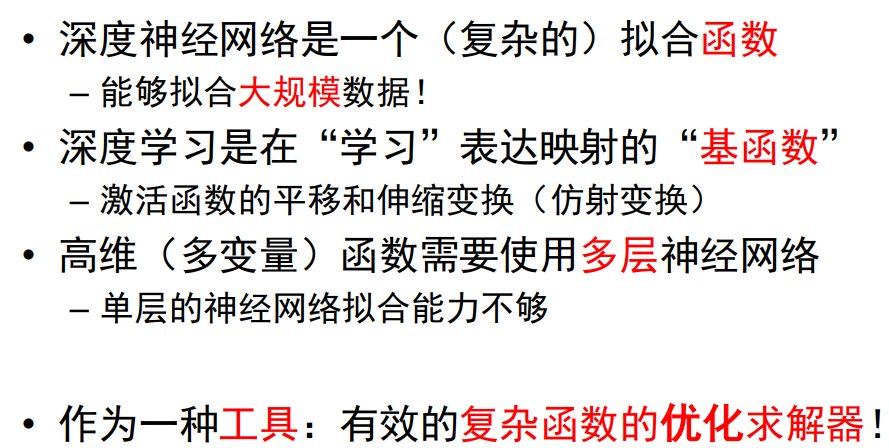 • 深度神经网络是一个（复杂的）拟合函数
– 能够拟合大规模数据！
• 深度学习是在“学习”表达映射的“基函数”
– 激活函数的平移和伸缩变换（仿射变换）
• 高维（多变量）函数需要使用多层神经网络
– 单层的神经网络拟合能力不够
• 作为一种工具：有效的复杂函数的优化求解器！